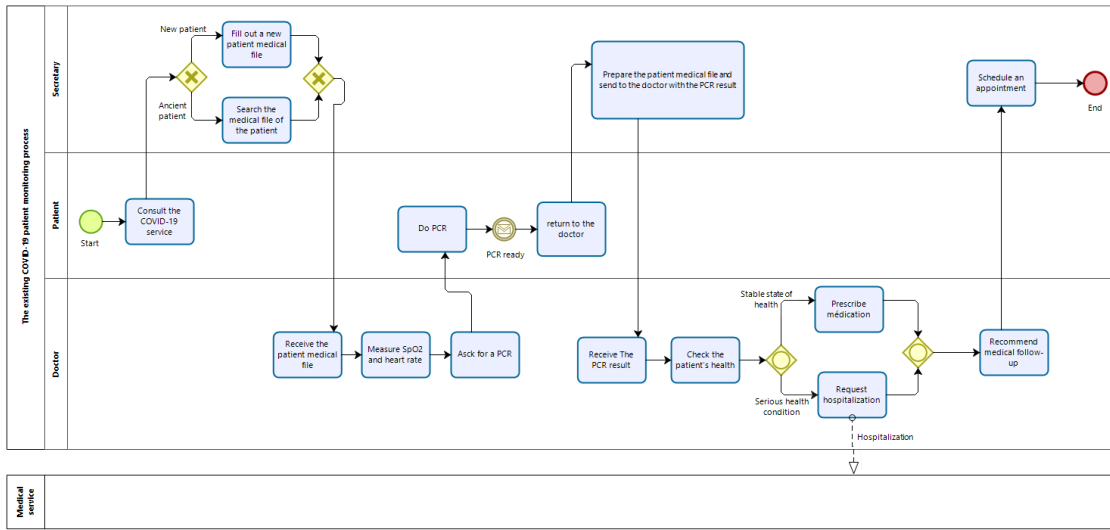 The existing COVID-19 patient monitoring process
Secretary
New patient
Fill out a new
patient medical
file
Ancient
patient
Search the
medical file of
the patient
Prepare the patient medical file and
send to the doctor with the PCR result
Schedule an
appointment
End
Patient
Start
Consult the
COVID-19
service
Do PCR
PCR ready
return to the
doctor
Doctor
Receive the
patient medical
file
Measure SpO2
and heart rate
Asck for a PCR
Receive The
PCR result
Check the
patient's health
Stable state of
health
Prescribe
médication
Serious health
condition
Request
hospitalization
Recommend
medical follow-
up
Hospitalization
Medical
service